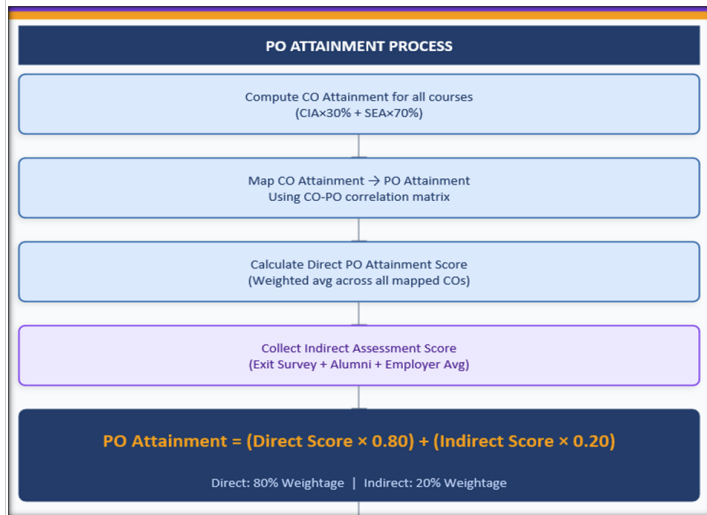 PO ATTAINMENT PROCESS
Compute CO Attainment for all courses
(CIA×30% + SEA×70%)
Map CO Attainment → PO Attainment
Using CO-PO correlation matrix
Calculate Direct PO Attainment Score
(Weighted avg across all mapped COs)
Collect Indirect Assessment Score
(Exit Survey + Alumni + Employer Avg)
PO Attainment = (Direct Score × 0.80) + (Indirect Score × 0.20)
Direct: 80% Weightage | Indirect: 20% Weightage